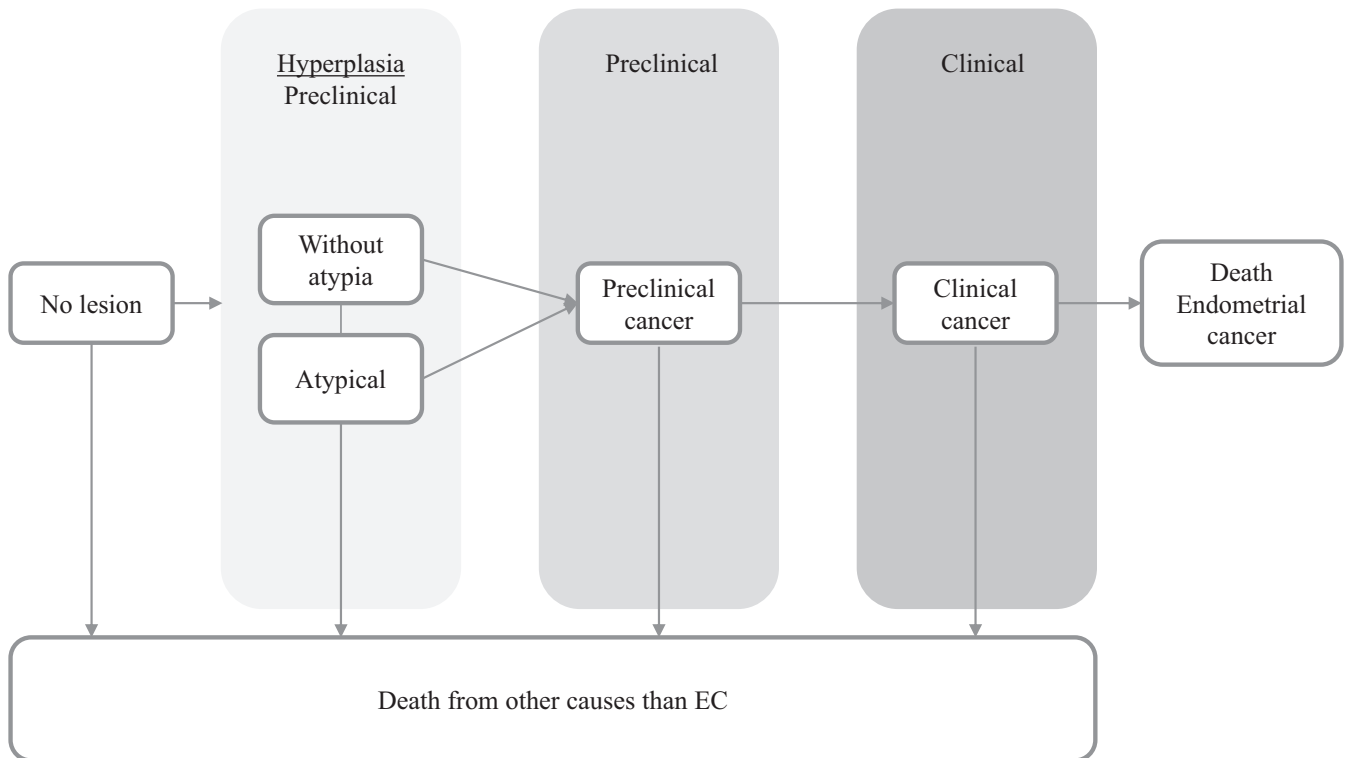 Hyperplasia
Preclinical
Preclinical
Clinical
No lesion
Without
atypia
Atypical
Preclinical
cancer
Clinical
cancer
Death
Endometrial
cancer
Death from other causes than EC